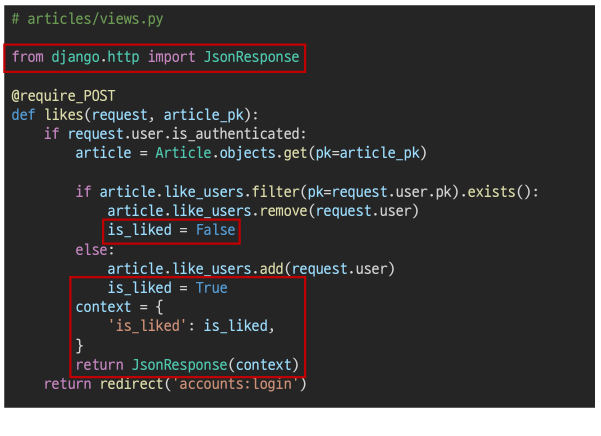 # articles/views.py
from django.http import JsonResponse
@require_POST
def likes(request, article_pk):
    if request.user.is_authenticated:
        article = Article.objects.get(pk=article_pk)
        if article.like_users.filter(pk=request.user.pk).exists():
            article.like_users.remove(request.user)
            is_liked = False
        else:
            article.like_users.add(request.user)
            is_liked = True
        context = {
            'is_liked': is_liked,
        }
        return JsonResponse(context)
    return redirect('accounts:login')